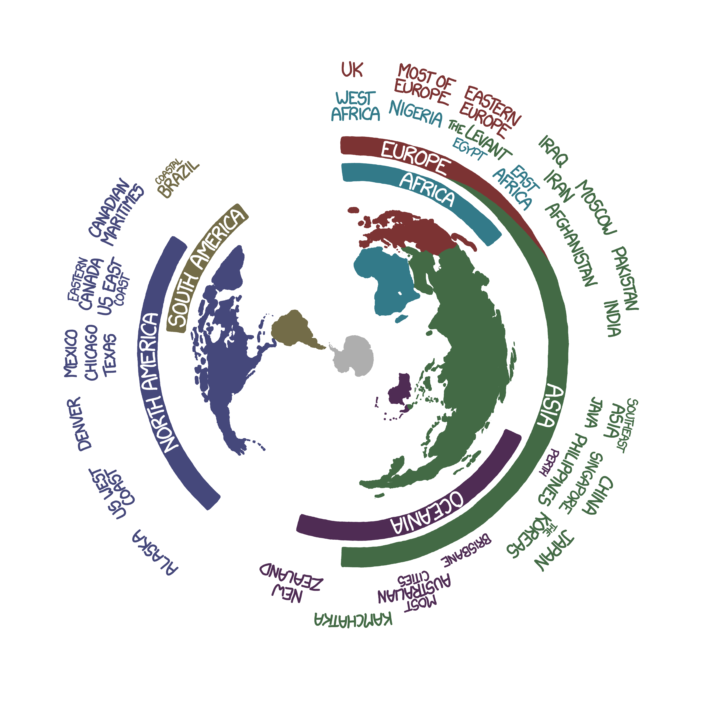 UK
MOST OF
EUROPE
EASTERN
EUROPE
WEST
AFRICA
NIGERIA
THE LEVANT
EGYPT
EAST
AFRICA
IRAQ
IRAN
MOSCOW
AFGHANISTAN
PAKISTAN
INDIA
EUROPE
AFRICA
ASIA
SOUTHEAST
ASIA
JAVA
PHILIPPINES
PERTH
SINGAPORE
CHINA
THE
KOREAS
JAPAN
OCEANIA
BRISBANE
MOST
AUSTRALIAN
CITIES
KAMCHATKA
NEW
ZEALAND
ALASKA
US WEST
COAST
DENVER
MEXICO
CHICAGO
TEXAS
EASTERN
CANADA
US EAST
COAST
CANADIAN
MARITIMES
COASTAL
BRAZIL
NORTH AMERICA
SOUTH AMERICA